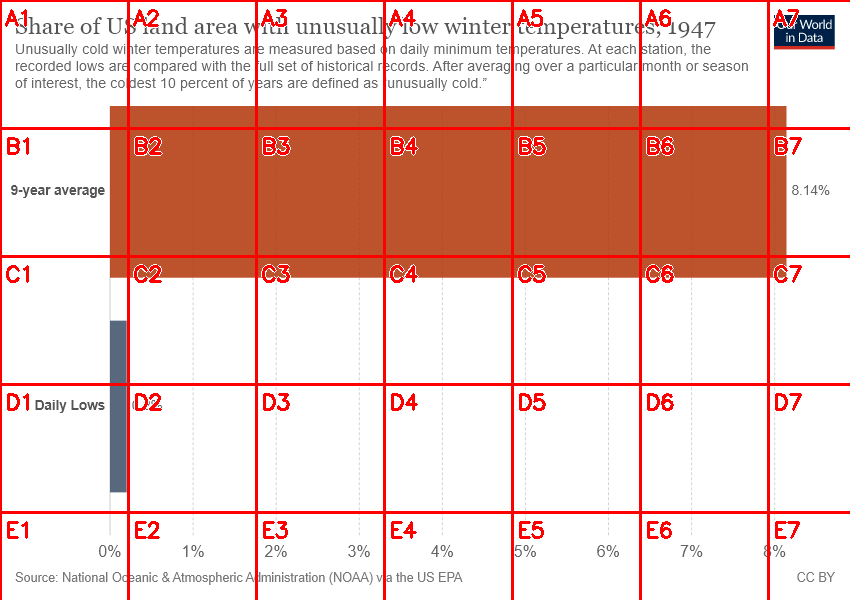 Share of US land area with unusually low winter temperatures, 1947
Our World
in Data
Unusually cold winter temperatures are measured based on daily minimum temperatures. At each station, the
recorded lows are compared with the full set of historical records. After averaging over a particular month or season
of interest, the coldest 10 percent of years are defined as “unusually cold.”
A1 A2 A3 A4 A5 A6 A7
B1 B2 B3 B4 B5 B6 B7
9-year average 8.14%
C1 C2 C3 C4 C5 C6 C7
D1 D2 D3 D4 D5 D6 D7
Daily Lows
E1 E2 E3 E4 E5 E6 E7
0% 1% 2% 3% 4% 5% 6% 7% 8%
Source: National Oceanic & Atmospheric Administration (NOAA) via the US EPA CC BY